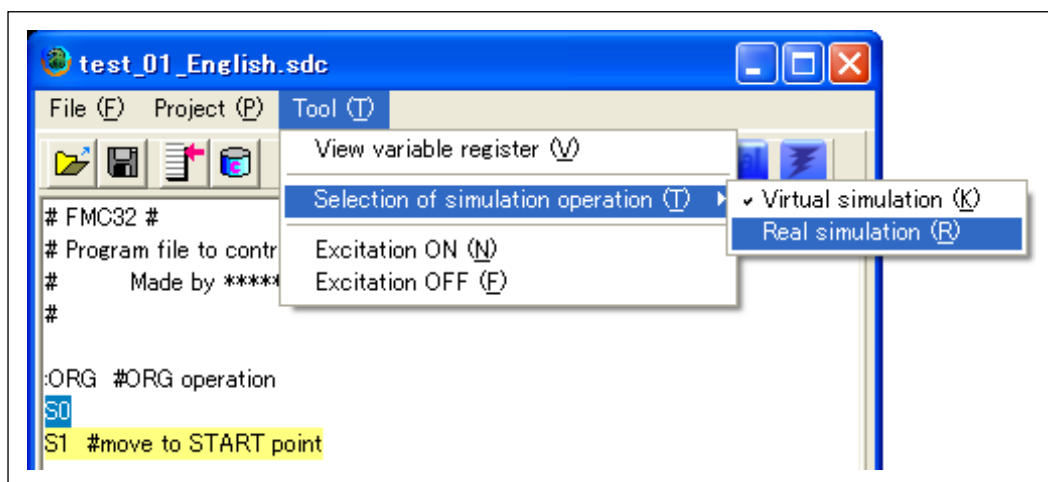 test_01_English.sdc
File (F) Project (P) Tool (T)
View variable register (V)
Selection of simulation operation (T)
Virtual simulation (K)
Real simulation (R)
Excitation ON (N)
Excitation OFF (F)
# FMC32 #
# Program file to contr
# Made by *****
#
:ORG #ORG operation
S0
S1 #move to START point